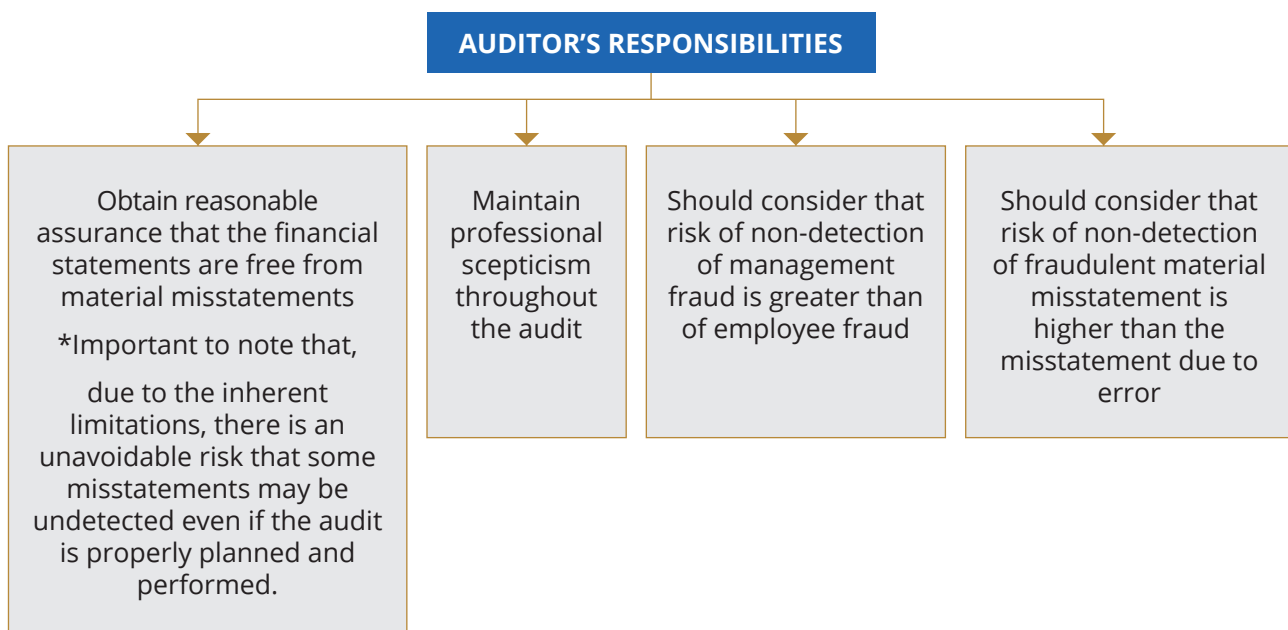 AUDITOR’S RESPONSIBILITIES
Obtain reasonable
assurance that the financial
statements are free from
material misstatements
*Important to note that,
due to the inherent
limitations, there is an
unavoidable risk that some
misstatements may be
undetected even if the audit
is properly planned and
performed.
Maintain
professional
scepticism
throughout
the audit
Should consider that
risk of non-detection
of management
fraud is greater than
of employee fraud
Should consider that
risk of non-detection
of fraudulent material
misstatement is
higher than the
misstatement due to
error